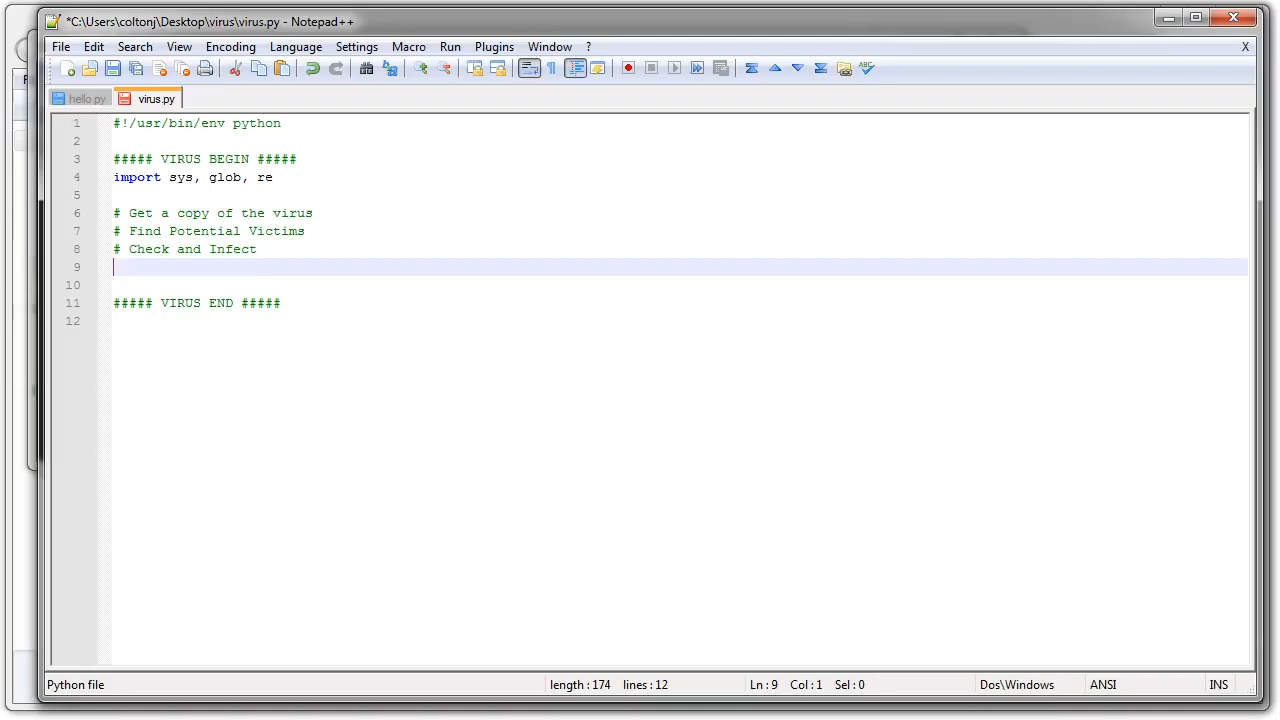 *C:\Users\coltonj\Desktop\virus\virus.py - Notepad++
File Edit Search View Encoding Language Settings Macro Run Plugins Window ? X
hello.py virus.py
1 #!/usr/bin/env python
2
3 ##### VIRUS BEGIN #####
4 import sys, glob, re
5
6 # Get a copy of the virus
7 # Find Potential Victims
8 # Check and Infect
9
10
11 ##### VIRUS END #####
12
Python file length : 174 lines : 12 Ln : 9 Col : 1 Sel : 0 Dos\Windows ANSI INS